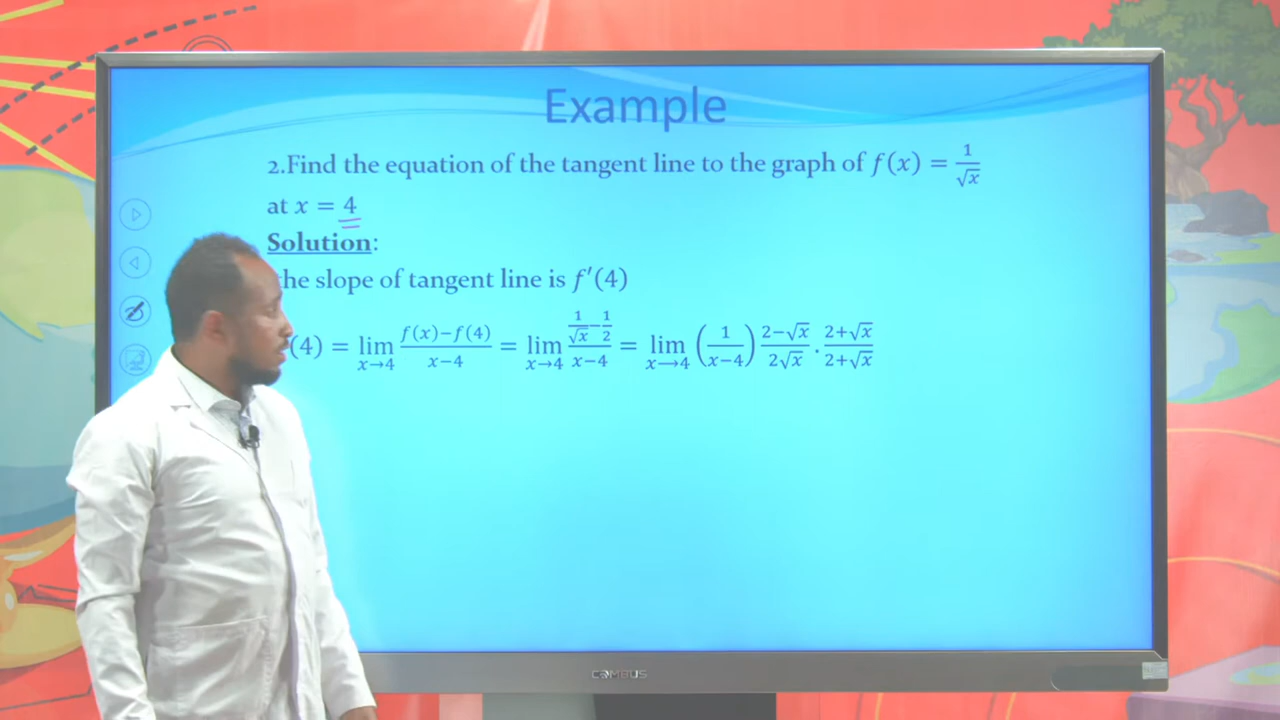 Example
2.Find the equation of the tangent line to the graph of f(x) = 1/√x
at x = 4
Solution:
he slope of tangent line is f′(4)
(4) = lim x→4 (f(x)−f(4))/(x−4) = lim x→4 (1/√x − 1/2)/(x−4) = lim x→4 (1/(x−4)) (2−√x)/(2√x) . (2+√x)/(2+√x)
CAMBUS